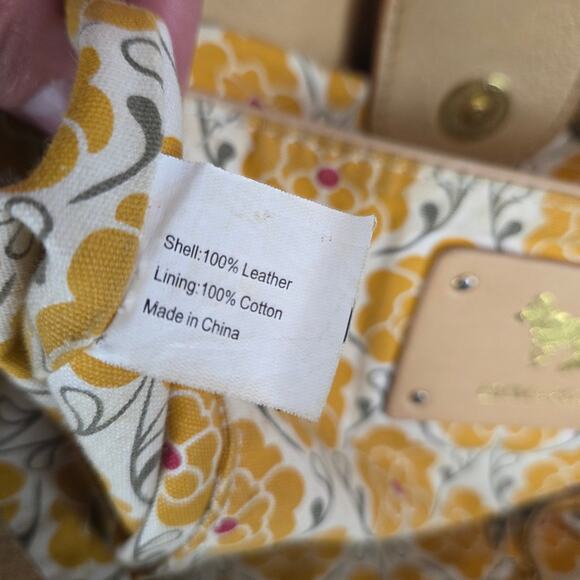 Shell:100% Leather
Lining:100% Cotton
Made in China